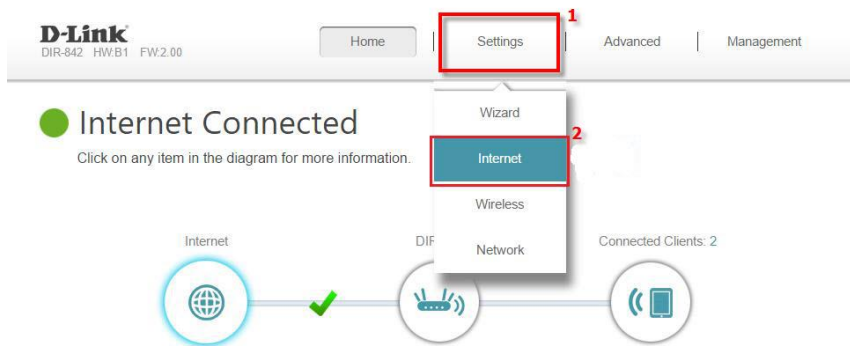 1
D-Link
DIR-842 HW:B1 FW:2.00
Home
Settings
Advanced
Management
Wizard
Internet Connected
2
Click on any item in the diagram for more information.
Internet
Wireless
Internet
DIR
Network
Connected Clients: 2